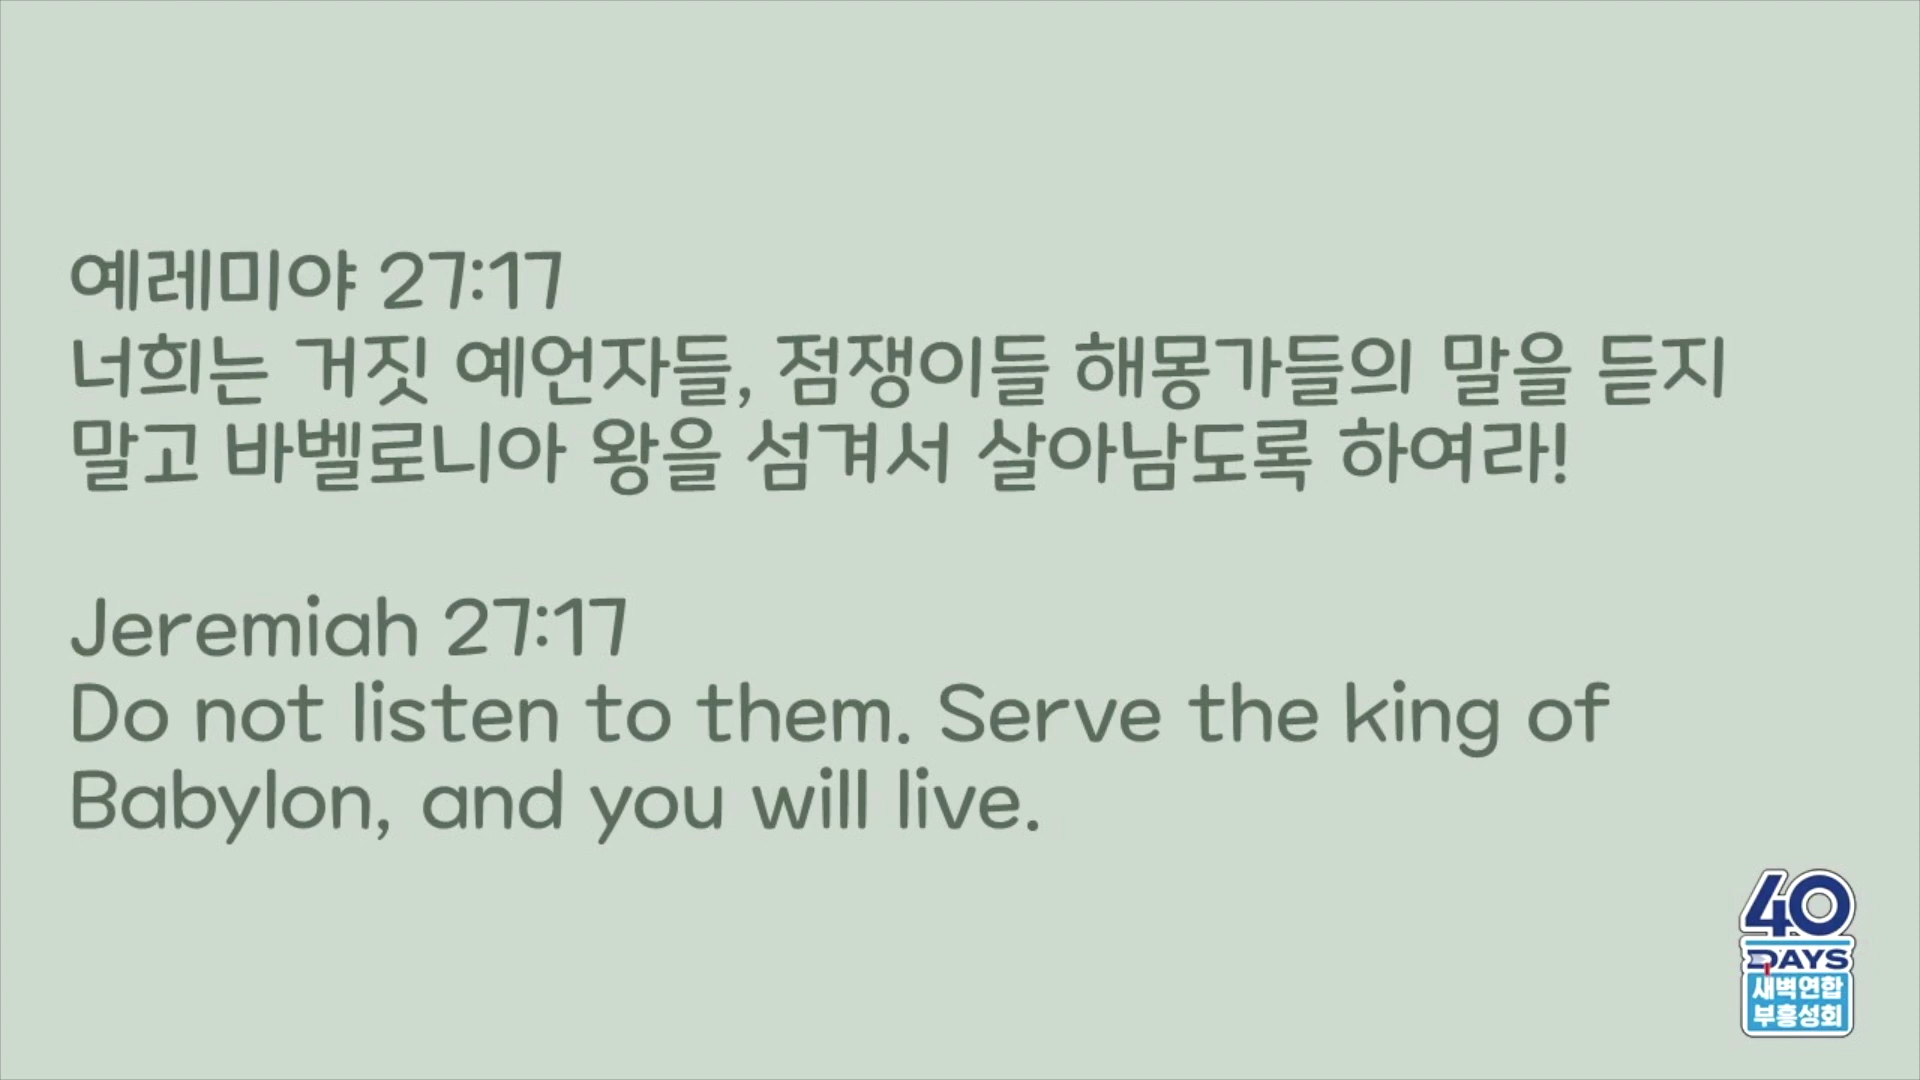 예레미야 27:17
너희는 거짓 예언자들, 점쟁이들 해몽가들의 말을 듣지
말고 바벨로니아 왕을 섬겨서 살아남도록 하여라!
Jeremiah 27:17
Do not listen to them. Serve the king of
Babylon, and you will live.
40
DAYS
새벽연합
부흥성회